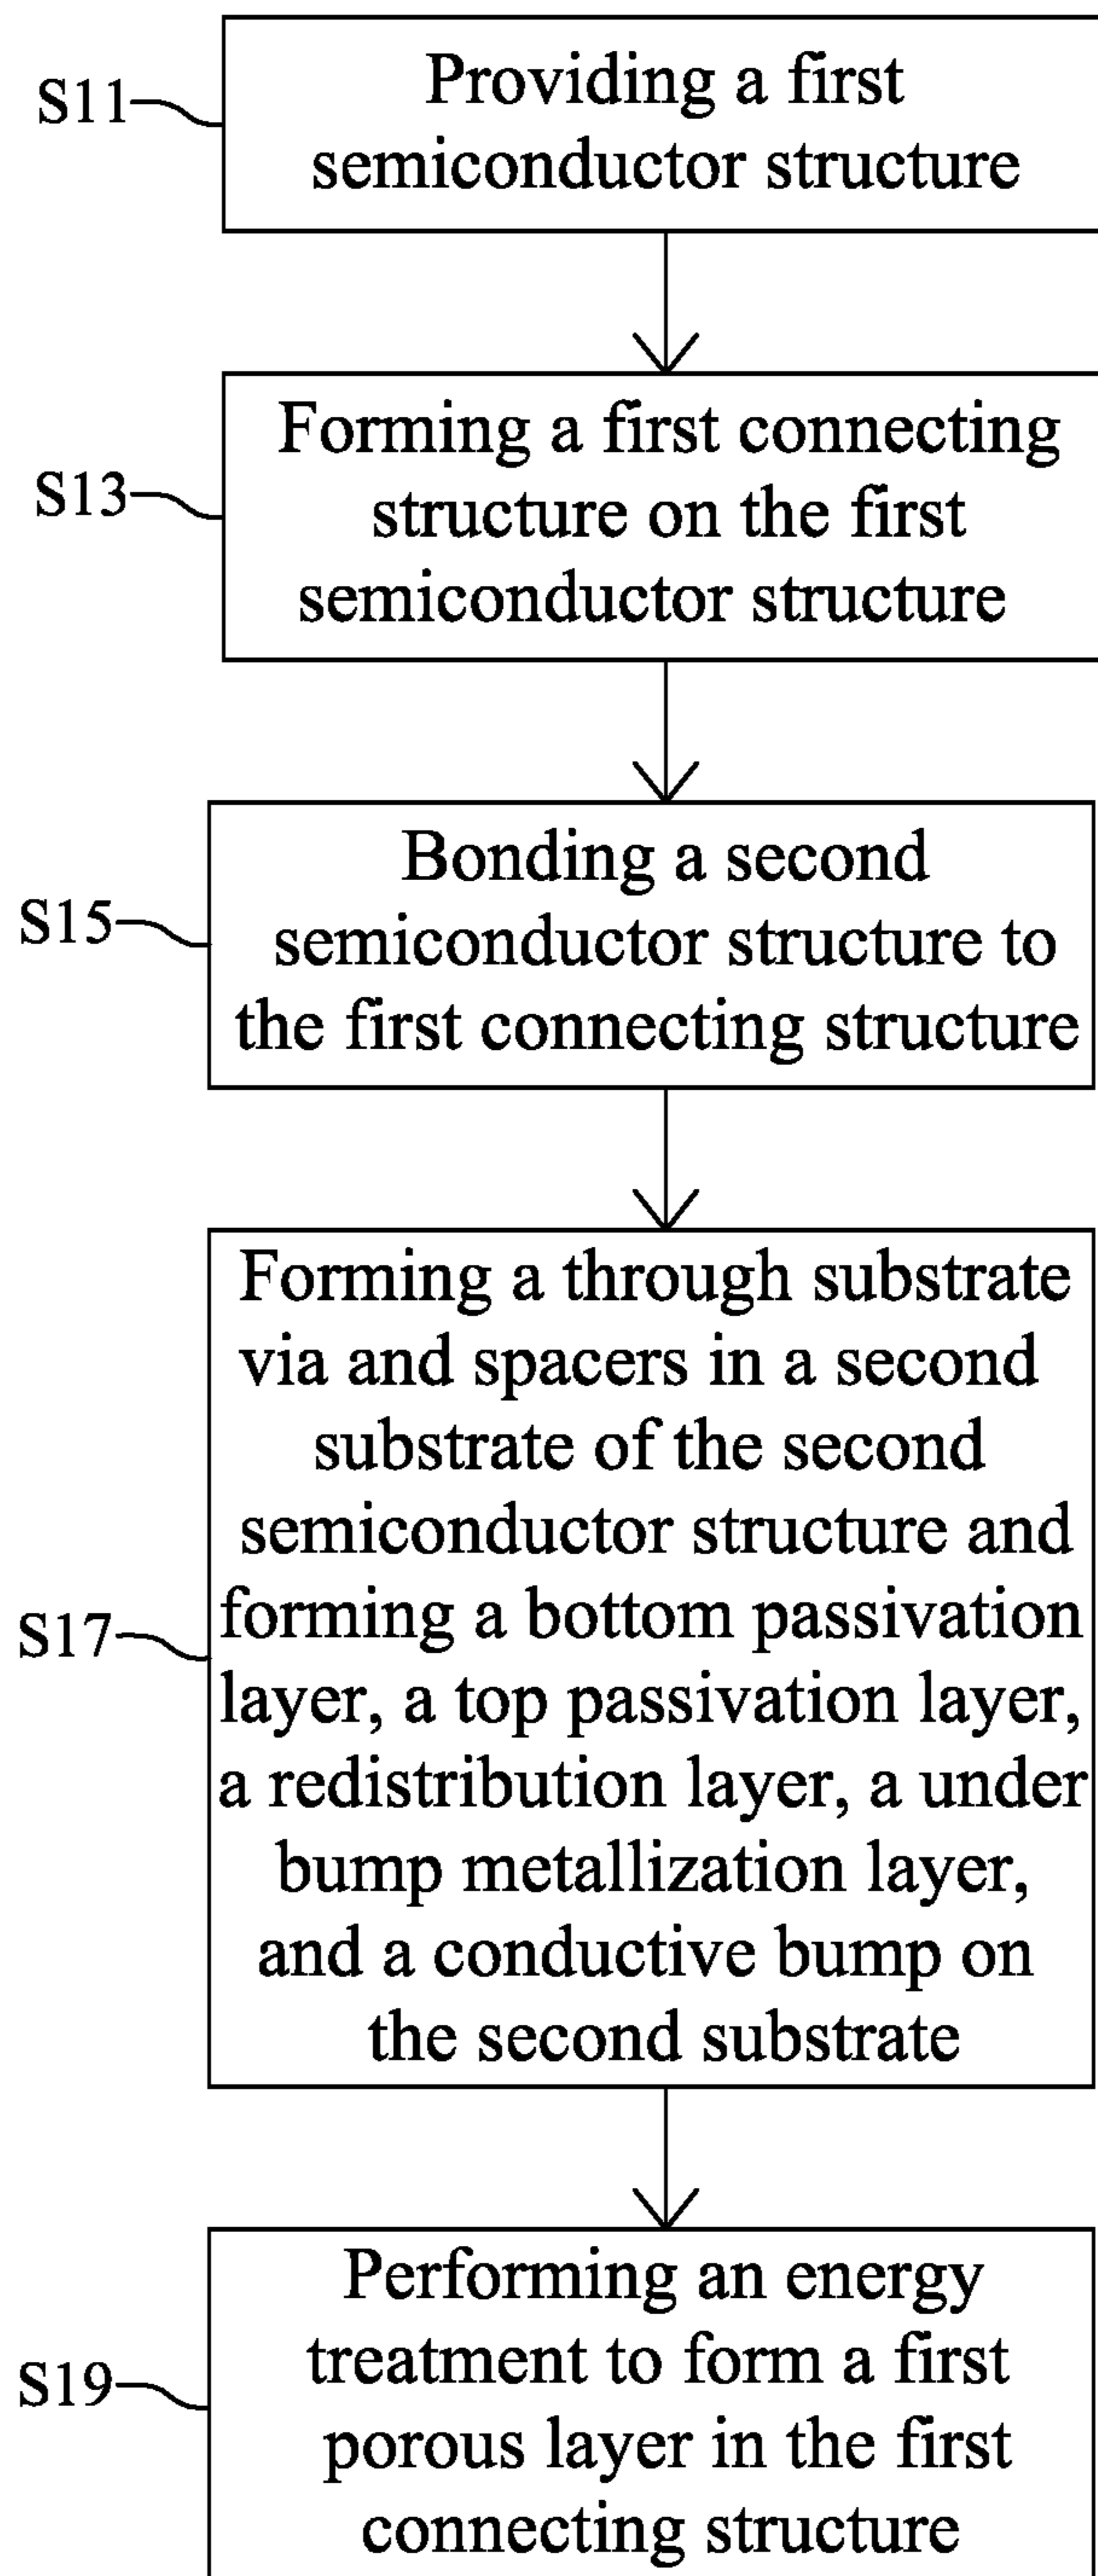 S11
Providing a first
semiconductor structure
S13
Forming a first connecting
structure on the first
semiconductor structure
S15
Bonding a second
semiconductor structure to
the first connecting structure
S17
Forming a through substrate
via and spacers in a second
substrate of the second
semiconductor structure and
forming a bottom passivation
layer, a top passivation layer,
a redistribution layer, a under
bump metallization layer,
and a conductive bump on
the second substrate
S19
Performing an energy
treatment to form a first
porous layer in the first
connecting structure